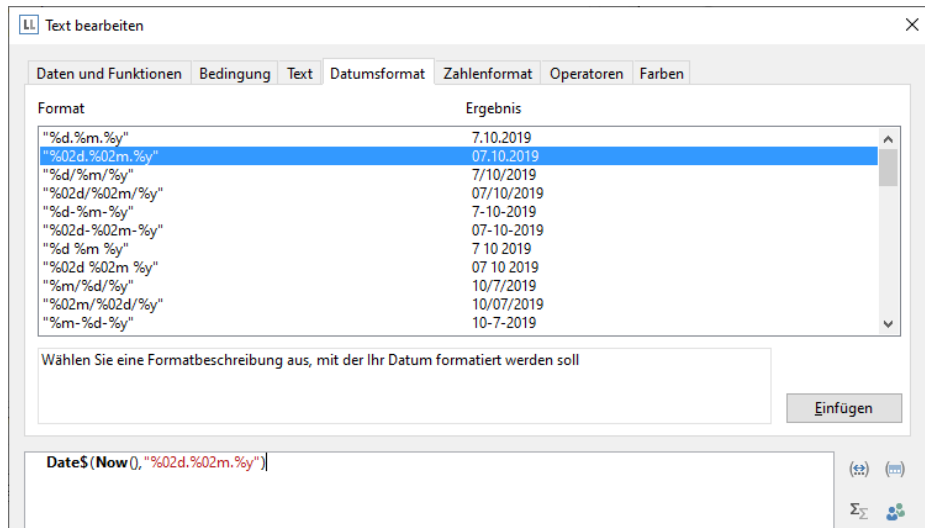 LL Text bearbeiten
Daten und Funktionen Bedingung Text Datumsformat Zahlenformat Operatoren Farben
Format Ergebnis
"%d.%m.%y" 7.10.2019
"%02d.%02m.%y" 07.10.2019
"%d/%m/%y" 7/10/2019
"%02d/%02m/%y" 07/10/2019
"%d-%m-%y" 7-10-2019
"%02d-%02m-%y" 07-10-2019
"%d %m %y" 7 10 2019
"%02d %02m %y" 07 10 2019
"%m/%d/%y" 10/7/2019
"%02m/%02d/%y" 10/07/2019
"%m-%d-%y" 10-7-2019
Wählen Sie eine Formatbeschreibung aus, mit der Ihr Datum formatiert werden soll
Einfügen
Date$(Now(),"%02d.%02m.%y")